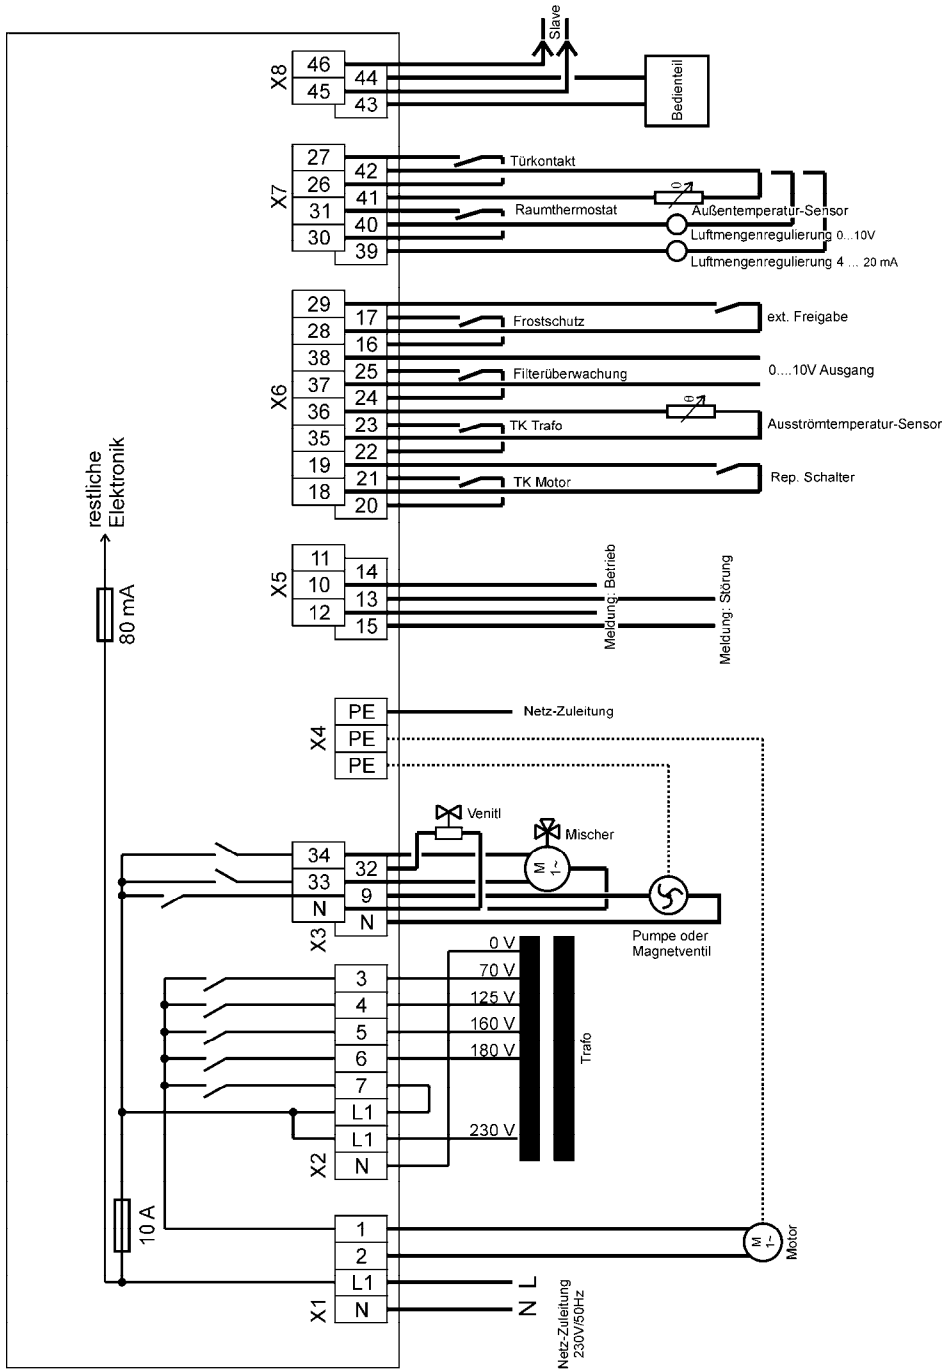 Slave
X8
46
44
45
43
Bedienteil
X7
27
42
26
41
31
40
30
39
Türkontakt
θ
Außentemperatur-Sensor
Raumthermostat
Luftmengenregulierung 0...10V
Luftmengenregulierung 4 ... 20 mA
X6
29
17
28
16
38
25
37
24
36
23
35
22
19
21
18
20
Frostschutz
ext. Freigabe
0....10V Ausgang
Filterüberwachung
θ
TK Trafo
Ausströmtemperatur-Sensor
TK Motor
Rep. Schalter
restliche
Elektronik
80 mA
X5
11
14
10
13
12
15
Meldung: Betrieb
Meldung: Störung
X4
PE
PE
PE
Netz-Zuleitung
Venitl
Mischer
M
1~
X3
34
32
33
9
N
N
Pumpe oder
Magnetventil
X2
3
4
5
6
7
L1
L1
N
0 V
70 V
125 V
160 V
180 V
230 V
Trafo
10 A
X1
1
2
L1
N
M
1~
Motor
L
N
Netz-Zuleitung
230V/50Hz